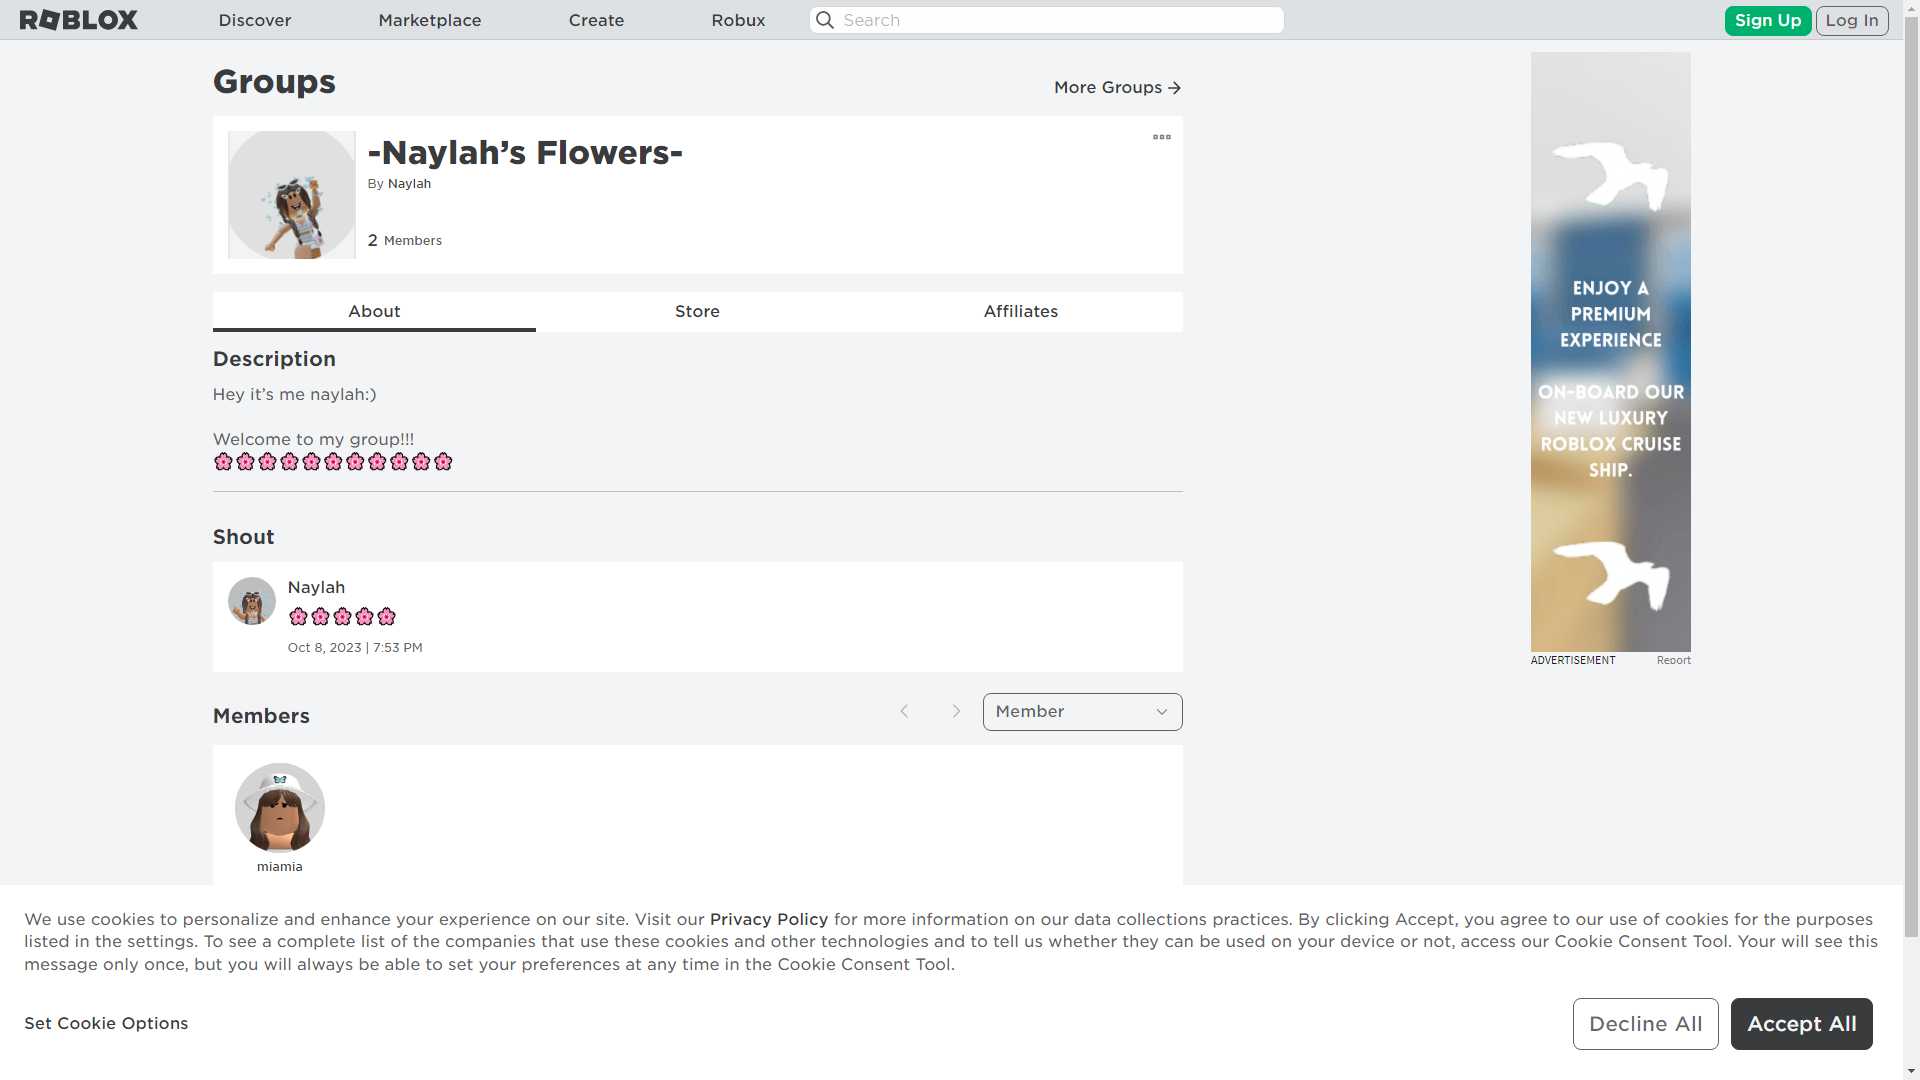 ROBLOX Discover Marketplace Create Robux Search Sign Up Log In
Groups
More Groups
-Naylah’s Flowers-
By Naylah
2 Members
About Store Affiliates
Description
Hey it’s me naylah:)
Welcome to my group!!!
🌸🌸🌸🌸🌸🌸🌸🌸🌸🌸🌸
Shout
Naylah
🌸🌸🌸🌸🌸
Oct 8, 2023 | 7:53 PM
Members
Member
miamia
ENJOY A
PREMIUM
EXPERIENCE
ON-BOARD OUR
NEW LUXURY
ROBLOX CRUISE
SHIP.
ADVERTISEMENT Report
We use cookies to personalize and enhance your experience on our site. Visit our Privacy Policy for more information on our data collections practices. By clicking Accept, you agree to our use of cookies for the purposes
listed in the settings. To see a complete list of the companies that use these cookies and other technologies and to tell us whether they can be used on your device or not, access our Cookie Consent Tool. Your will see this
message only once, but you will always be able to set your preferences at any time in the Cookie Consent Tool.
Set Cookie Options
Decline All
Accept All